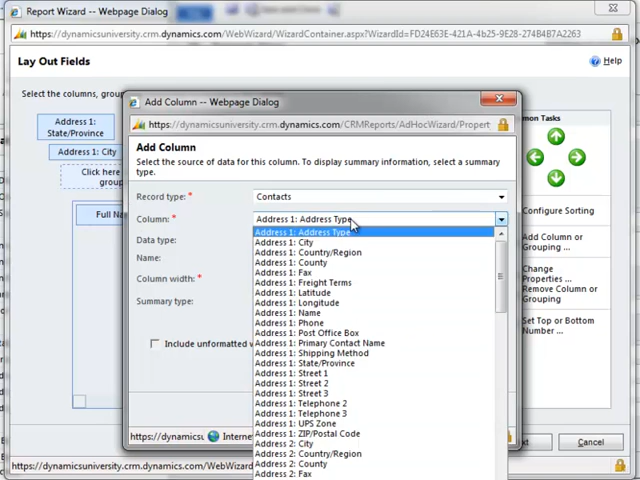 Report Wizard -- Webpage Dialog
https://dynamicsuniversity.crm.dynamics.com/WebWizard/WizardContainer.aspx?WizardId=FD24E63E-421A-4b25-9E28-274B4B7A2263
Lay Out Fields
Help
Select the columns, group
Address 1:
State/Province
Address 1: City
Click here
group
Full Na
mon Tasks
Configure Sorting
Add Column or
Grouping ...
Change
Properties ...
Remove Column or
Grouping
Set Top or Bottom
Number ...
Add Column -- Webpage Dialog
https://dynamicsuniversity.crm.dynamics.com/CRMReports/AdHocWizard/Propert
Add Column
Select the source of data for this column. To display summary information, select a summary
type.
Record type: *
Contacts
Column: *
Address 1: Address Type
Data type:
Name:
Column width: *
Summary type:
Include unformatted v
Address 1: Address Type
Address 1: City
Address 1: Country/Region
Address 1: County
Address 1: Fax
Address 1: Freight Terms
Address 1: Latitude
Address 1: Longitude
Address 1: Name
Address 1: Phone
Address 1: Post Office Box
Address 1: Primary Contact Name
Address 1: Shipping Method
Address 1: State/Province
Address 1: Street 1
Address 1: Street 2
Address 1: Street 3
Address 1: Telephone 2
Address 1: Telephone 3
Address 1: UPS Zone
Address 1: ZIP/Postal Code
Address 2: City
Address 2: Country/Region
Address 2: County
Address 2: Fax
https://dynamicsu
Interne
xt
Cancel
https://dynamicsuniversity.crm.dynamics.com/WebW